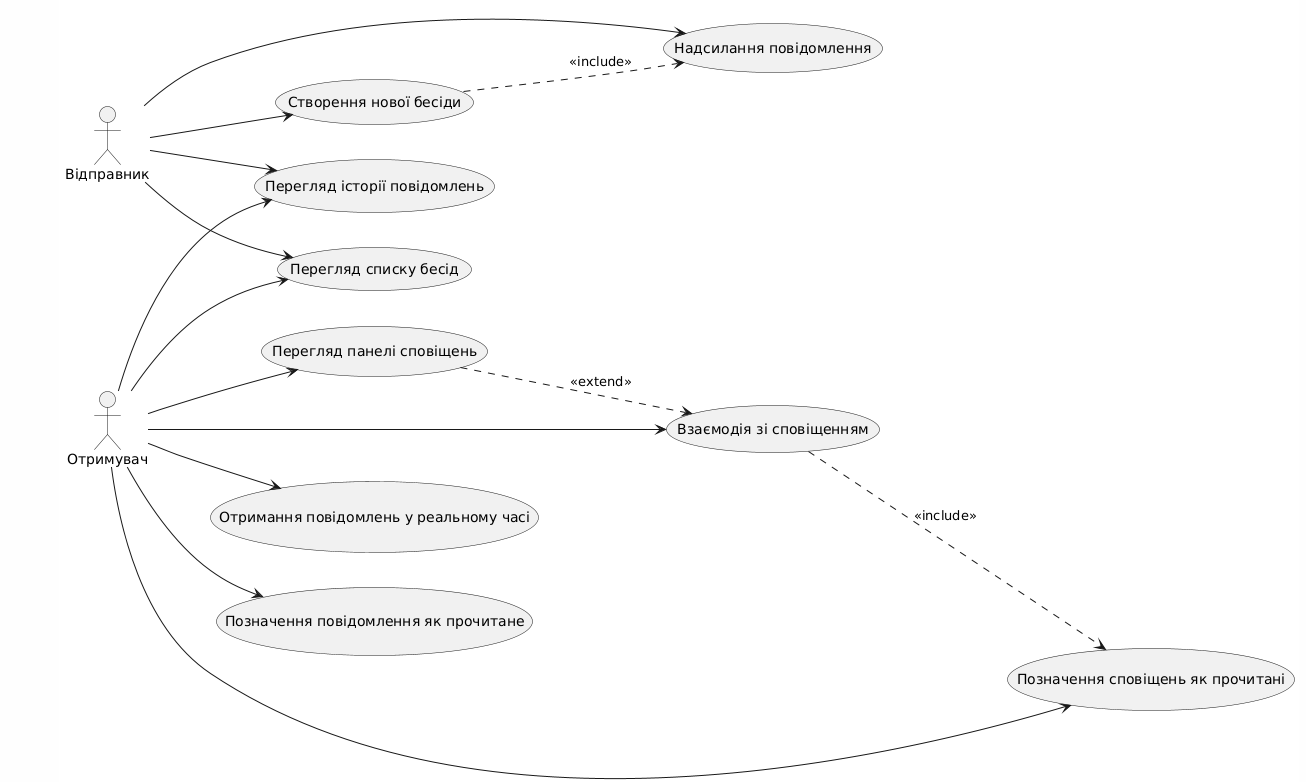 Надсилання повідомлення
«include»
Створення нової бесіди
Відправник
Перегляд історії повідомлень
Перегляд списку бесід
Перегляд панелі сповіщень
«extend»
Взаємодія зі сповіщенням
Отримувач
Отримання повідомлень у реальному часі
«include»
Позначення повідомлення як прочитане
Позначення сповіщень як прочитані